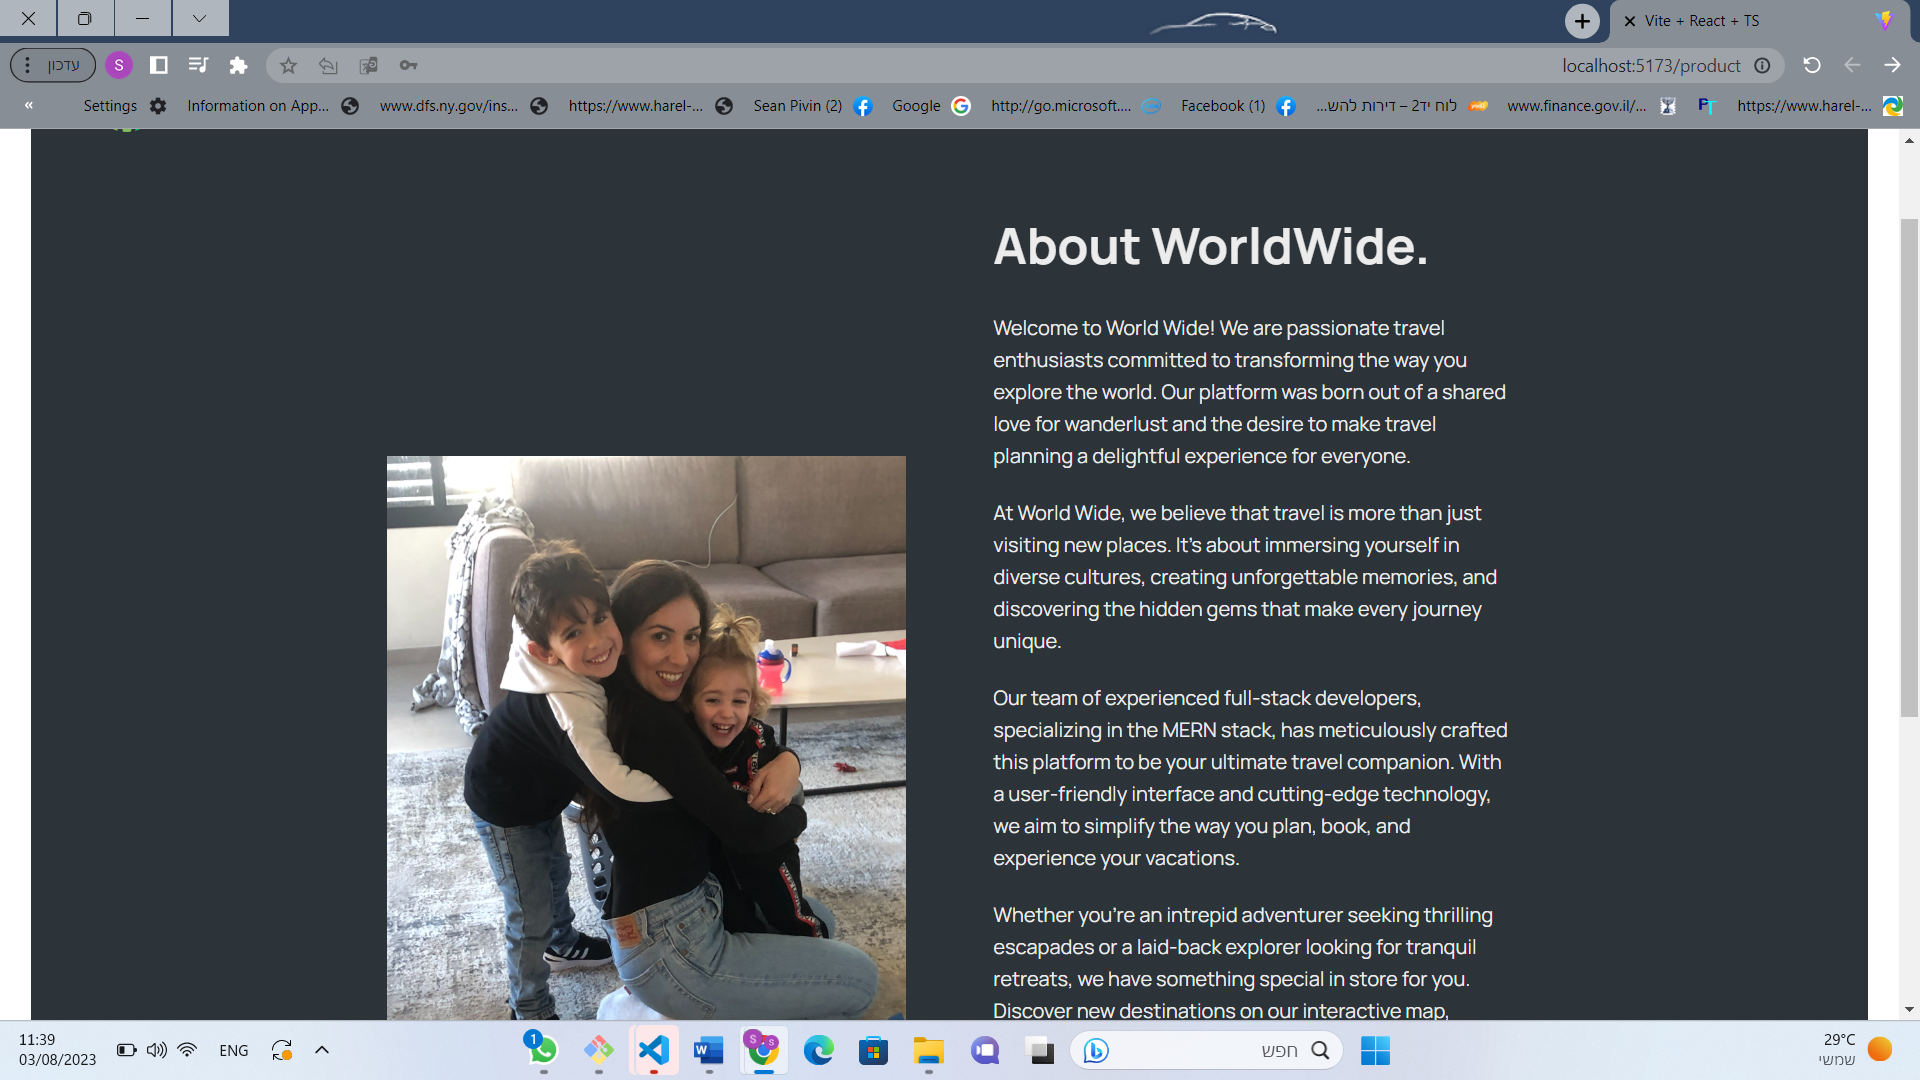 Vite + React + TS
עדכון
S
localhost:5173/product
Settings
Information on App...
www.dfs.ny.gov/ins...
https://www.harel-...
Sean Pivin (2)
Google
http://go.microsoft....
Facebook (1)
לוח יד2 – דירות להש...
www.finance.gov.il/...
https://www.harel-...
About WorldWide.
Welcome to World Wide! We are passionate travel
enthusiasts committed to transforming the way you
explore the world. Our platform was born out of a shared
love for wanderlust and the desire to make travel
planning a delightful experience for everyone.
At World Wide, we believe that travel is more than just
visiting new places. It’s about immersing yourself in
diverse cultures, creating unforgettable memories, and
discovering the hidden gems that make every journey
unique.
Our team of experienced full-stack developers,
specializing in the MERN stack, has meticulously crafted
this platform to be your ultimate travel companion. With
a user-friendly interface and cutting-edge technology,
we aim to simplify the way you plan, book, and
experience your vacations.
Whether you’re an intrepid adventurer seeking thrilling
escapades or a laid-back explorer looking for tranquil
retreats, we have something special in store for you.
Discover new destinations on our interactive map,
11:39
03/08/2023
ENG
1
חפש
29°C
שמשי